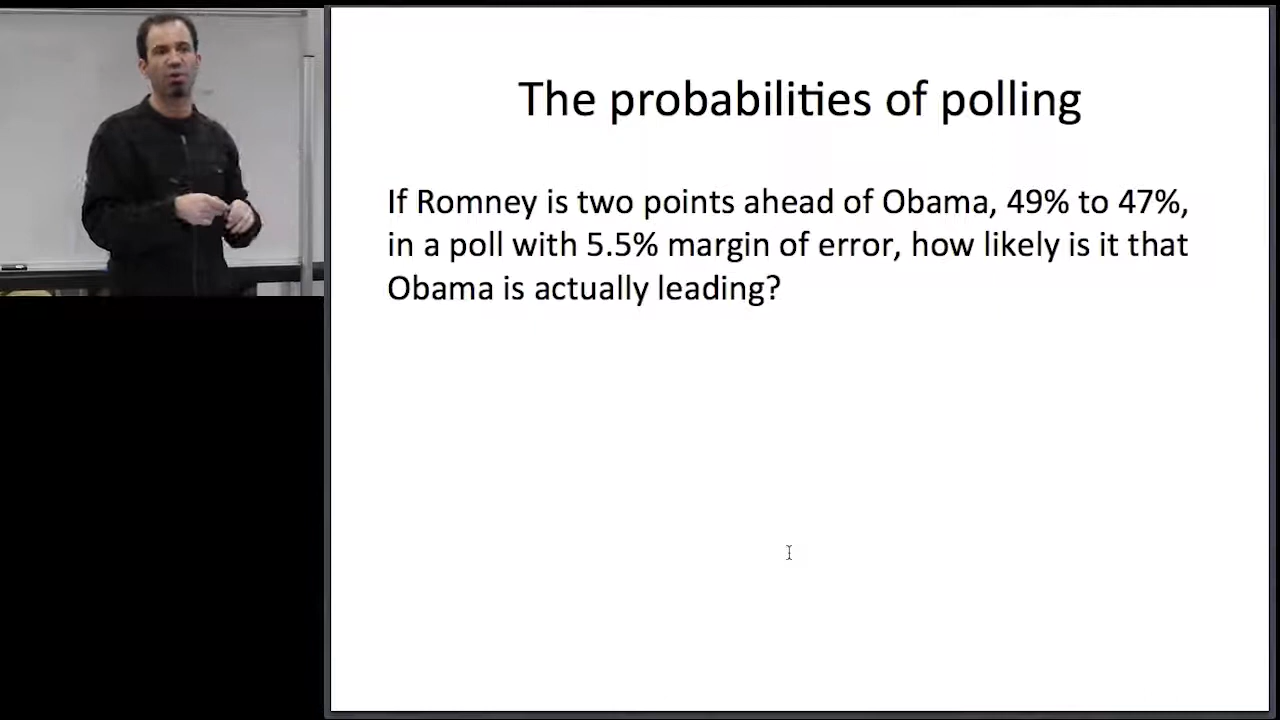 The probabilities of polling
If Romney is two points ahead of Obama, 49% to 47%,
in a poll with 5.5% margin of error, how likely is it that
Obama is actually leading?